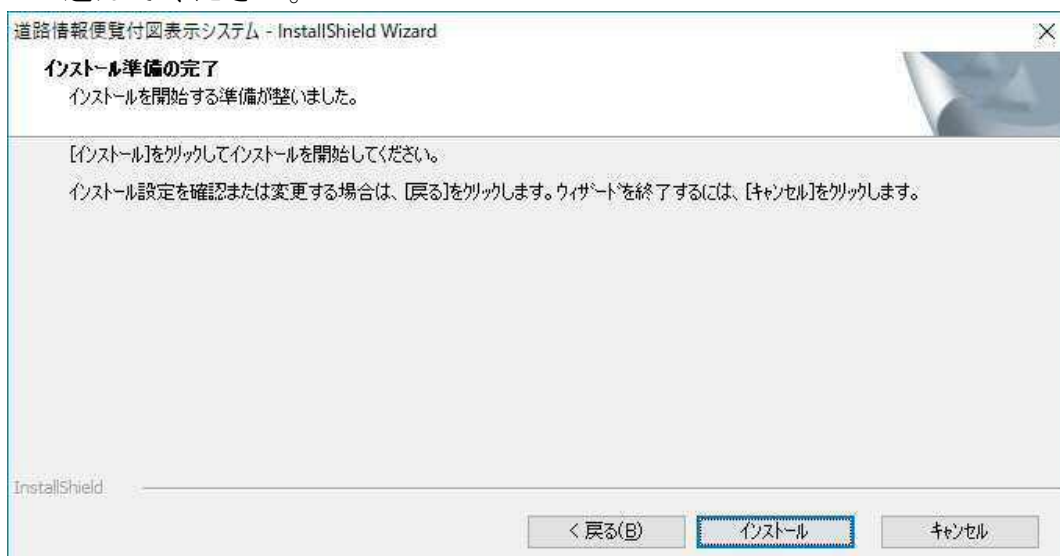 道路情報便覧付図表示システム - InstallShield Wizard
インストール準備の完了
インストールを開始する準備が整いました。
[インストール]をクリックしてインストールを開始してください。
インストール設定を確認または変更する場合は、[戻る]をクリックします。ウィザードを終了するには、[キャンセル]をクリックします。
InstallShield
< 戻る(B)
インストール
キャンセル